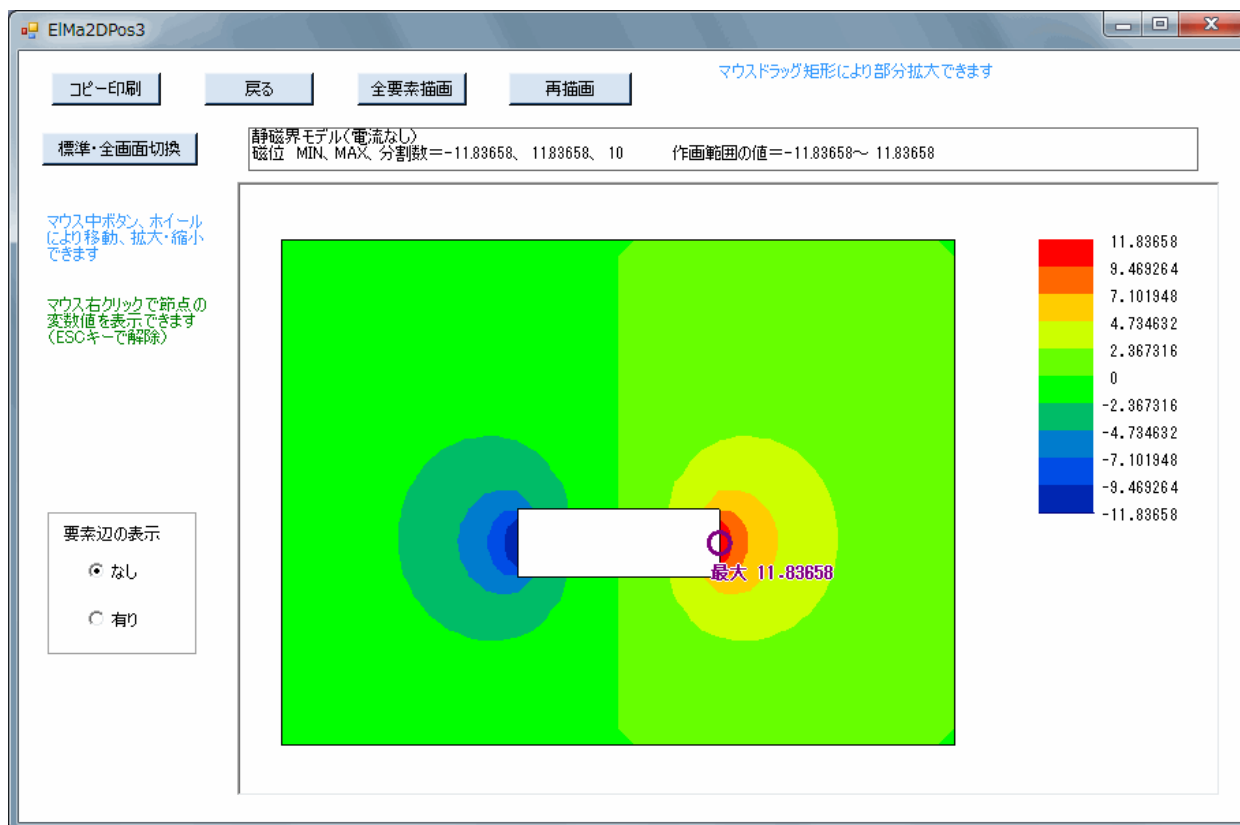 ElMa2DPos3
コピー印刷
戻る
全要素描画
再描画
マウスドラッグ矩形により部分拡大できます
標準・全画面切換
静磁界モデル(電流なし)
磁位 MIN、MAX、分割数=-11.83658、 11.83658、 10 作画範囲の値=-11.83658~ 11.83658
マウス中ボタン、ホイール
により移動、拡大・縮小
できます
マウス右クリックで節点の
変数値を表示できます
(ESCキーで解除)
要素辺の表示
なし
有り
最大 11.83658
11.83658
9.469264
7.101948
4.734632
2.367316
0
-2.367316
-4.734632
-7.101948
-9.469264
-11.83658